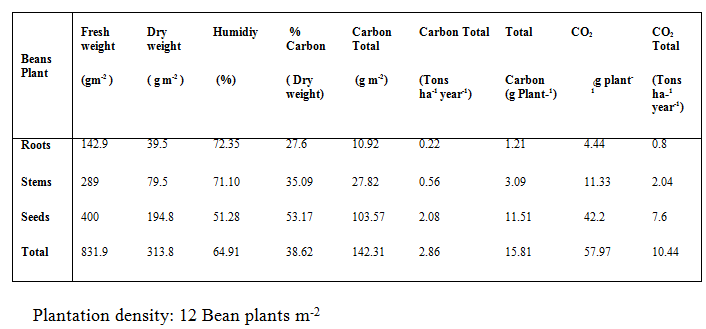 Beans Plant | Fresh weight (gm⁻²) | Dry weight (gm⁻²) | Humidiy (%) | % Carbon (Dry weight) | Carbon Total (g m⁻²) | Carbon Total (Tons ha⁻¹ year⁻¹) | Total Carbon (g Plant-¹) | CO₂ ,g plant⁻¹ | CO₂ Total (Tons ha-¹ year⁻¹)
Roots | 142.9 | 39.5 | 72.35 | 27.6 | 10.92 | 0.22 | 1.21 | 4.44 | 0.8
Stems | 289 | 79.5 | 71.10 | 35.09 | 27.82 | 0.56 | 3.09 | 11.33 | 2.04
Seeds | 400 | 194.8 | 51.28 | 53.17 | 103.57 | 2.08 | 11.51 | 42.2 | 7.6
Total | 831.9 | 313.8 | 64.91 | 38.62 | 142.31 | 2.86 | 15.81 | 57.97 | 10.44
Plantation density: 12 Bean plants m⁻²